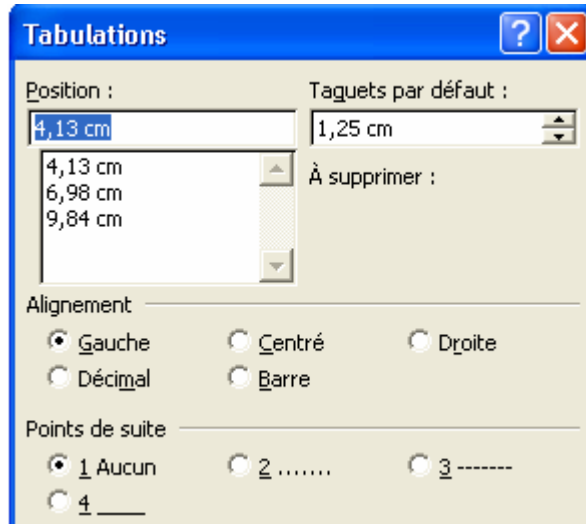 Tabulations
Position :
Taquets par défaut :
4,13 cm
1,25 cm
4,13 cm
6,98 cm
9,84 cm
À supprimer :
Alignement
Gauche
Centré
Droite
Décimal
Barre
Points de suite
1 Aucun
2 .......
3 -------
4 ____